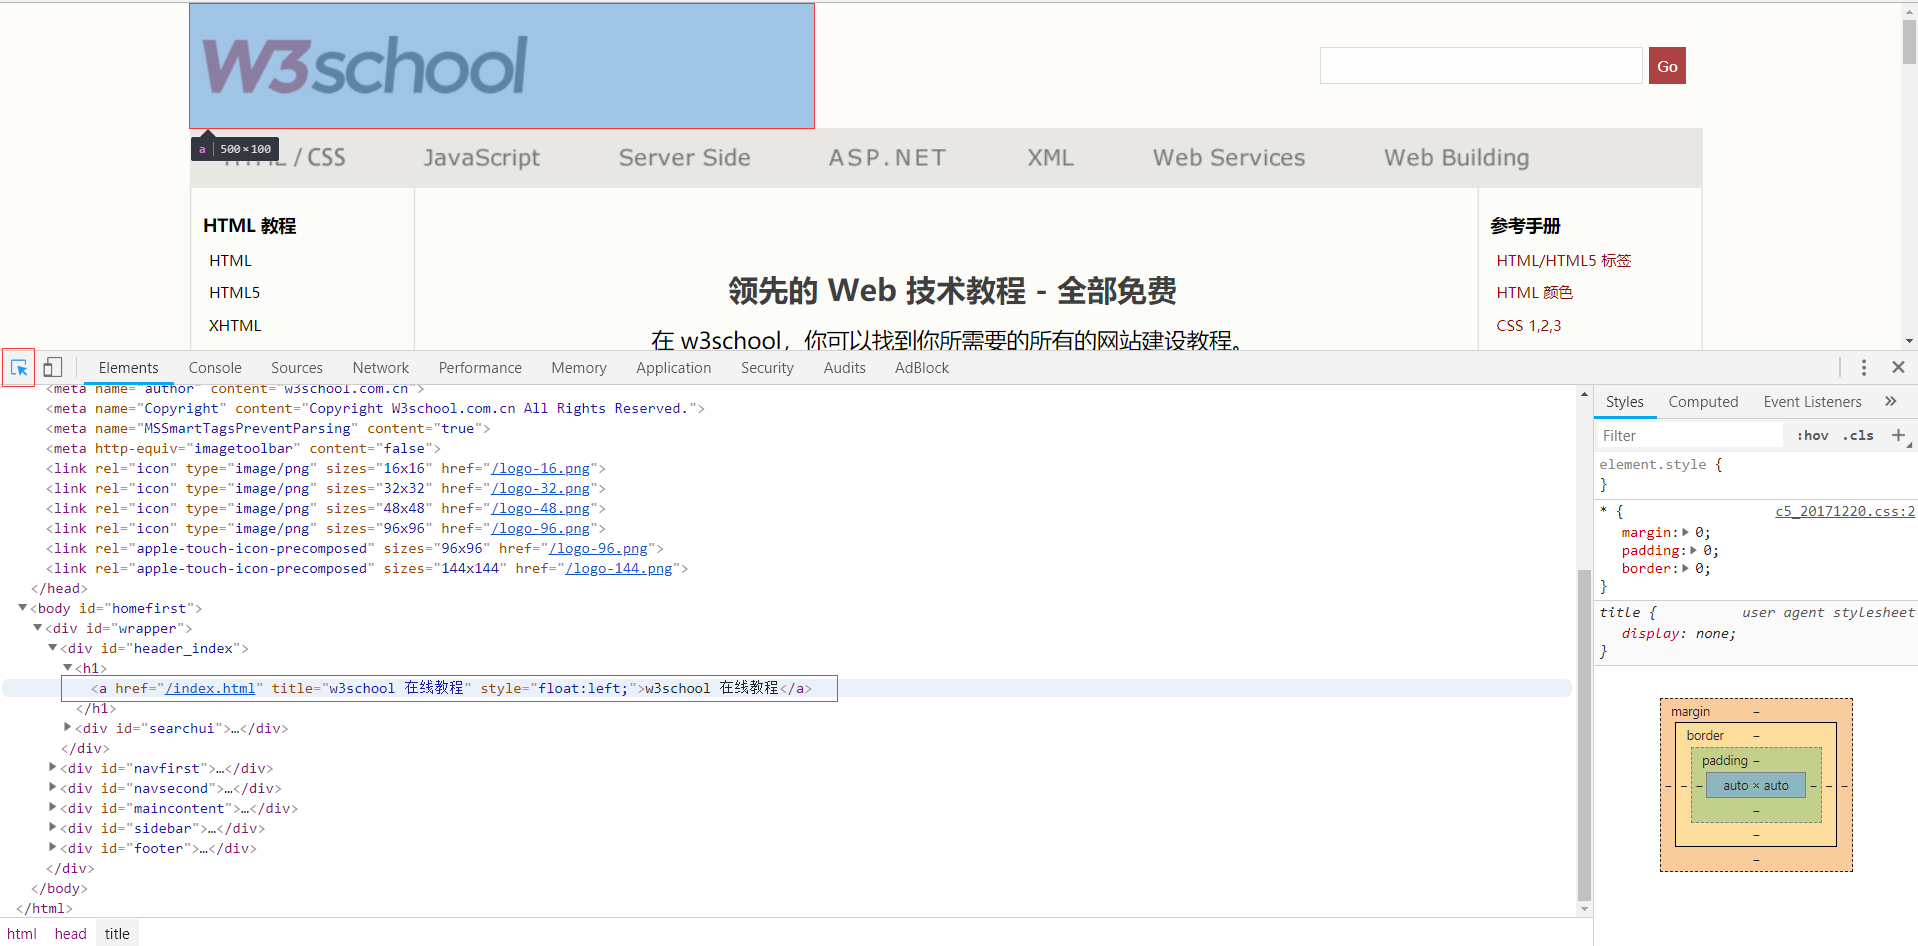 W3school
Go
a 500 × 100
HTML / CSS JavaScript Server Side ASP.NET XML Web Services Web Building
HTML 教程
HTML
HTML5
XHTML
领先的 Web 技术教程 - 全部免费
在 w3school，你可以找到你所需要的所有的网站建设教程。
参考手册
HTML/HTML5 标签
HTML 颜色
CSS 1,2,3
Elements Console Sources Network Performance Memory Application Security Audits AdBlock
<meta name="author" content="w3school.com.cn">
<meta name="Copyright" content="Copyright W3school.com.cn All Rights Reserved.">
<meta name="MSSmartTagsPreventParsing" content="true">
<meta http-equiv="imagetoolbar" content="false">
<link rel="icon" type="image/png" sizes="16x16" href="/logo-16.png">
<link rel="icon" type="image/png" sizes="32x32" href="/logo-32.png">
<link rel="icon" type="image/png" sizes="48x48" href="/logo-48.png">
<link rel="icon" type="image/png" sizes="96x96" href="/logo-96.png">
<link rel="apple-touch-icon-precomposed" sizes="96x96" href="/logo-96.png">
<link rel="apple-touch-icon-precomposed" sizes="144x144" href="/logo-144.png">
</head>
▼<body id="homefirst">
▼<div id="wrapper">
▼<div id="header_index">
▼<h1>
<a href="/index.html" title="w3school 在线教程" style="float:left;">w3school 在线教程</a>
</h1>
▶<div id="searchui">…</div>
</div>
▶<div id="navfirst">…</div>
▶<div id="navsecond">…</div>
▶<div id="maincontent">…</div>
▶<div id="sidebar">…</div>
▶<div id="footer">…</div>
</div>
</body>
</html>
html head title
Styles Computed Event Listeners »
Filter :hov .cls +
element.style {
}
* { c5_20171220.css:2
margin:▶ 0;
padding:▶ 0;
border:▶ 0;
}
title { user agent stylesheet
display: none;
}
margin –
border –
padding –
– – – auto × auto – – –
–
–
–